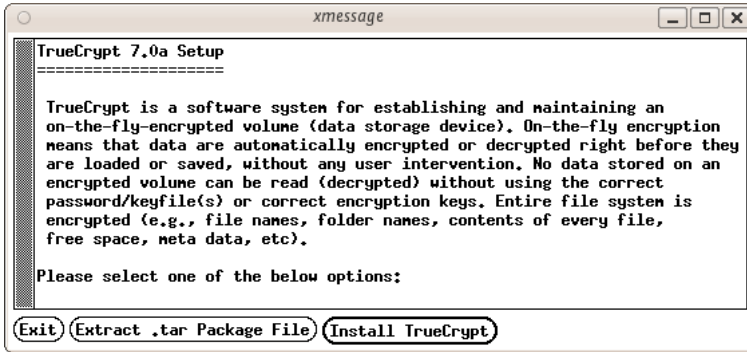 xmessage
TrueCrypt 7.0a Setup
====================
TrueCrypt is a software system for establishing and maintaining an
on-the-fly-encrypted volume (data storage device). On-the-fly encryption
means that data are automatically encrypted or decrypted right before they
are loaded or saved, without any user intervention. No data stored on an
encrypted volume can be read (decrypted) without using the correct
password/keyfile(s) or correct encryption keys. Entire file system is
encrypted (e.g., file names, folder names, contents of every file,
free space, meta data, etc).
Please select one of the below options:
Exit Extract .tar Package File Install TrueCrypt